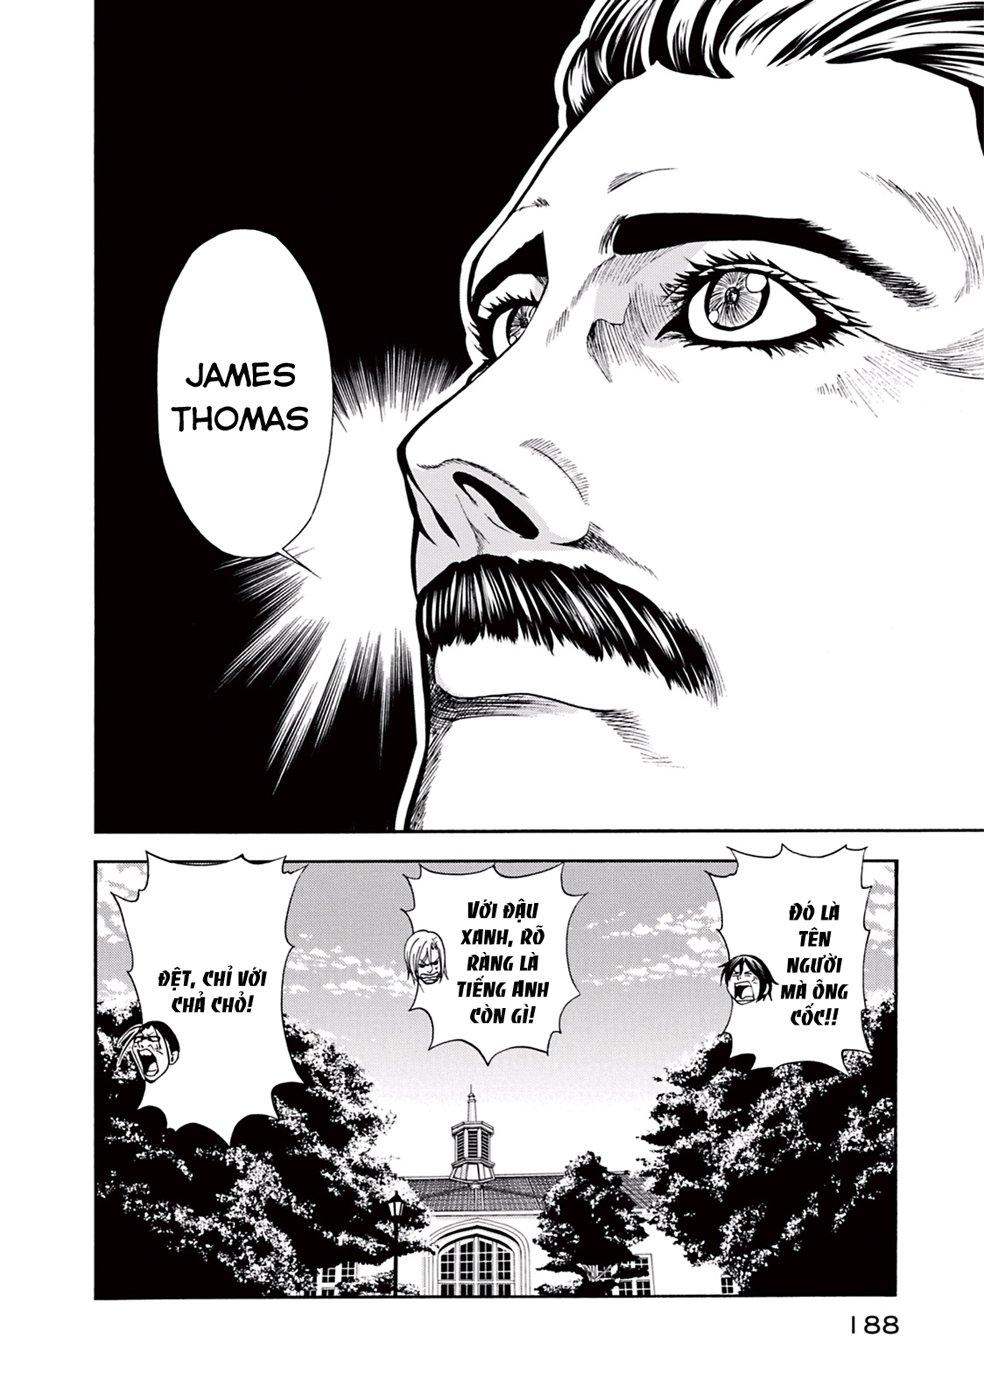 JAMES
THOMAS
ĐÓ LÀ
TÊN
NGƯỜI
MÀ ÔNG
CỐC!!
VỚI ĐẬU
XANH, RÕ
RÀNG LÀ
TIẾNG ANH
CÒN GÌ!
ĐỆT, CHỈ VỚI
CHẢ CHỎ!
188